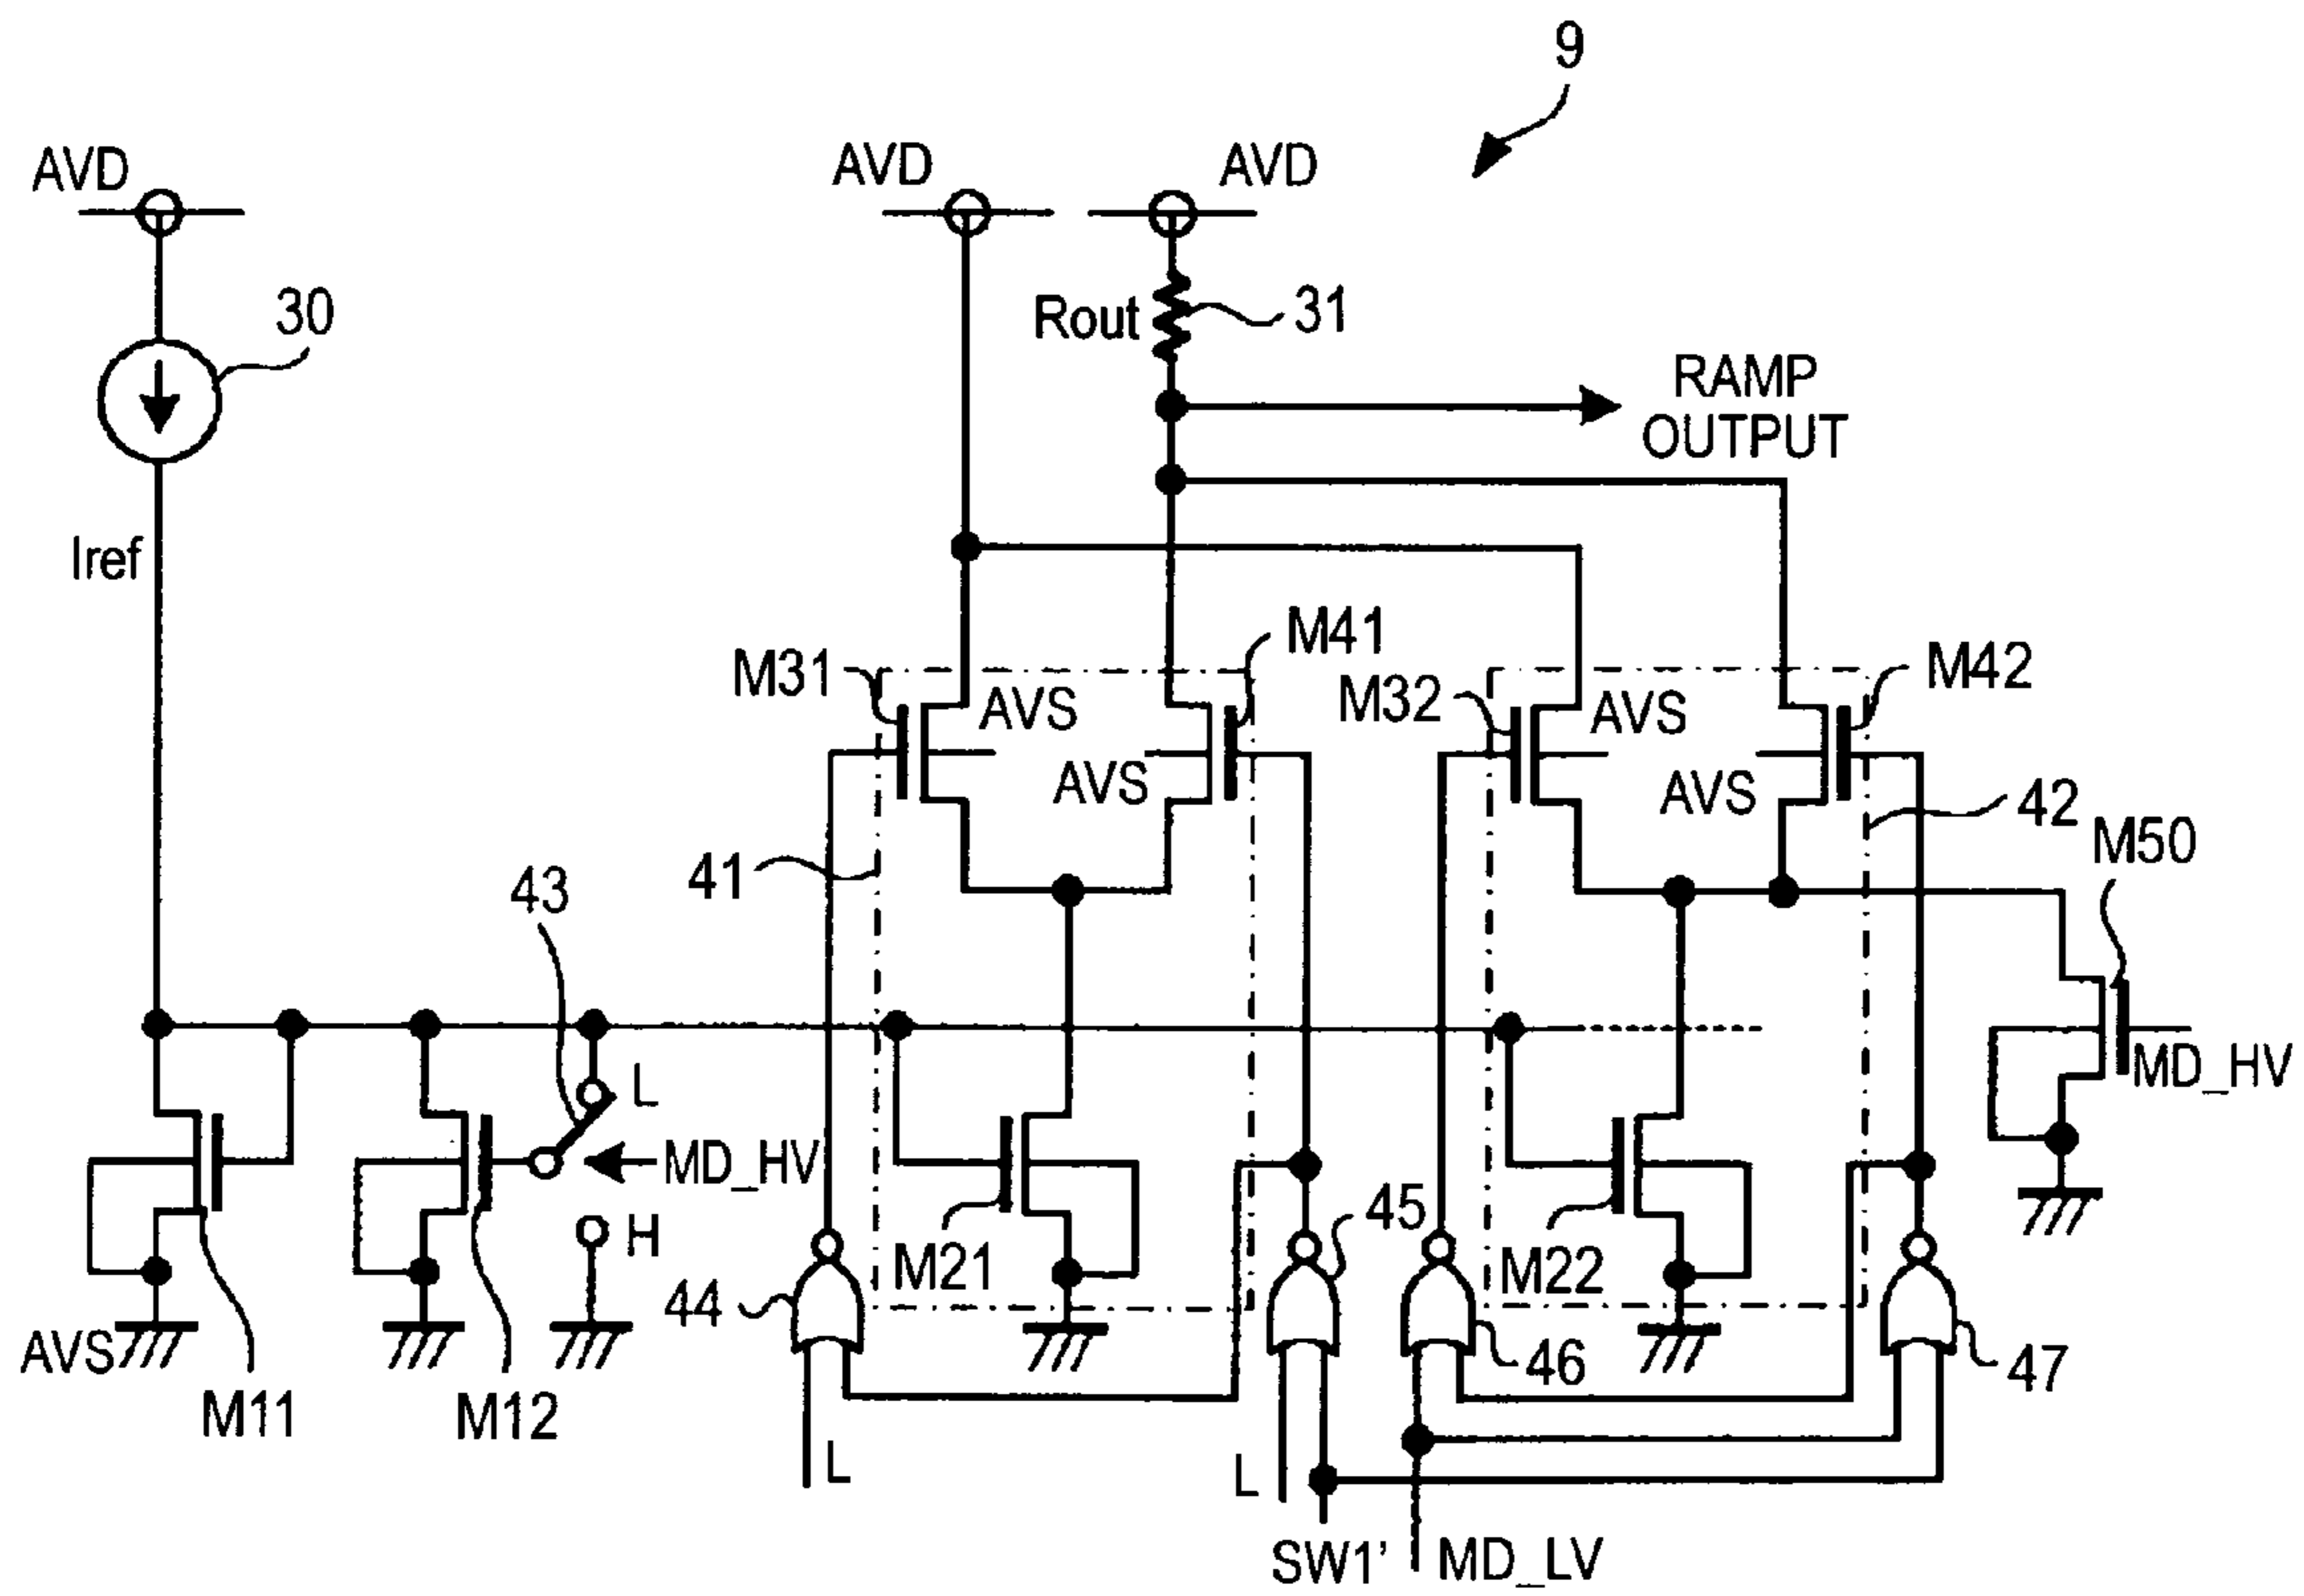 9
AVD
AVD
AVD
30
Rout
31
RAMP
OUTPUT
Iref
M31
AVS
M41
AVS
M32
AVS
M42
AVS
41
42
M50
43
L
MD_HV
H
MD_HV
M21
45
M22
44
46
47
AVS
M11
M12
L
L
SW1’
MD_LV